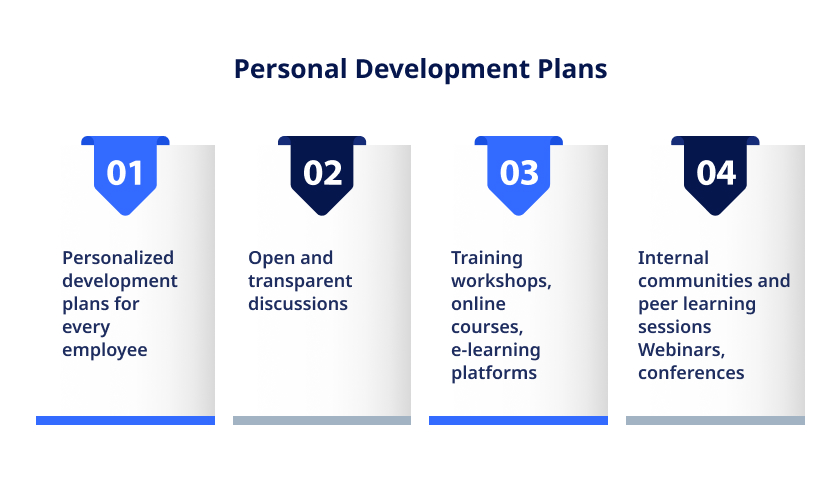 Personal Development Plans
01
Personalized
development
plans for
every
employee
02
Open and
transparent
discussions
03
Training
workshops,
online
courses,
e-learning
platforms
04
Internal
communities and
peer learning
sessions
Webinars,
conferences